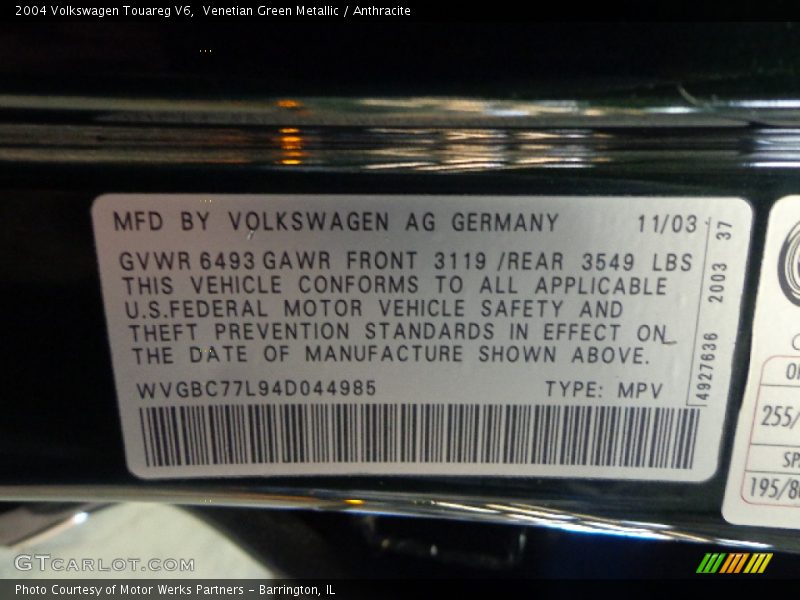 2004 Volkswagen Touareg V6,  Venetian Green Metallic / Anthracite
MFD BY VOLKSWAGEN AG GERMANY 11/03
GVWR 6493 GAWR FRONT 3119 /REAR 3549 LBS
THIS VEHICLE CONFORMS TO ALL APPLICABLE
U.S.FEDERAL MOTOR VEHICLE SAFETY AND
THEFT PREVENTION STANDARDS IN EFFECT ON
THE DATE OF MANUFACTURE SHOWN ABOVE.
WVGBC77L94D044985 TYPE: MPV
4927636 2003 37
255/
195/8
GTCARLOT.COM
Photo Courtesy of Motor Werks Partners - Barrington, IL